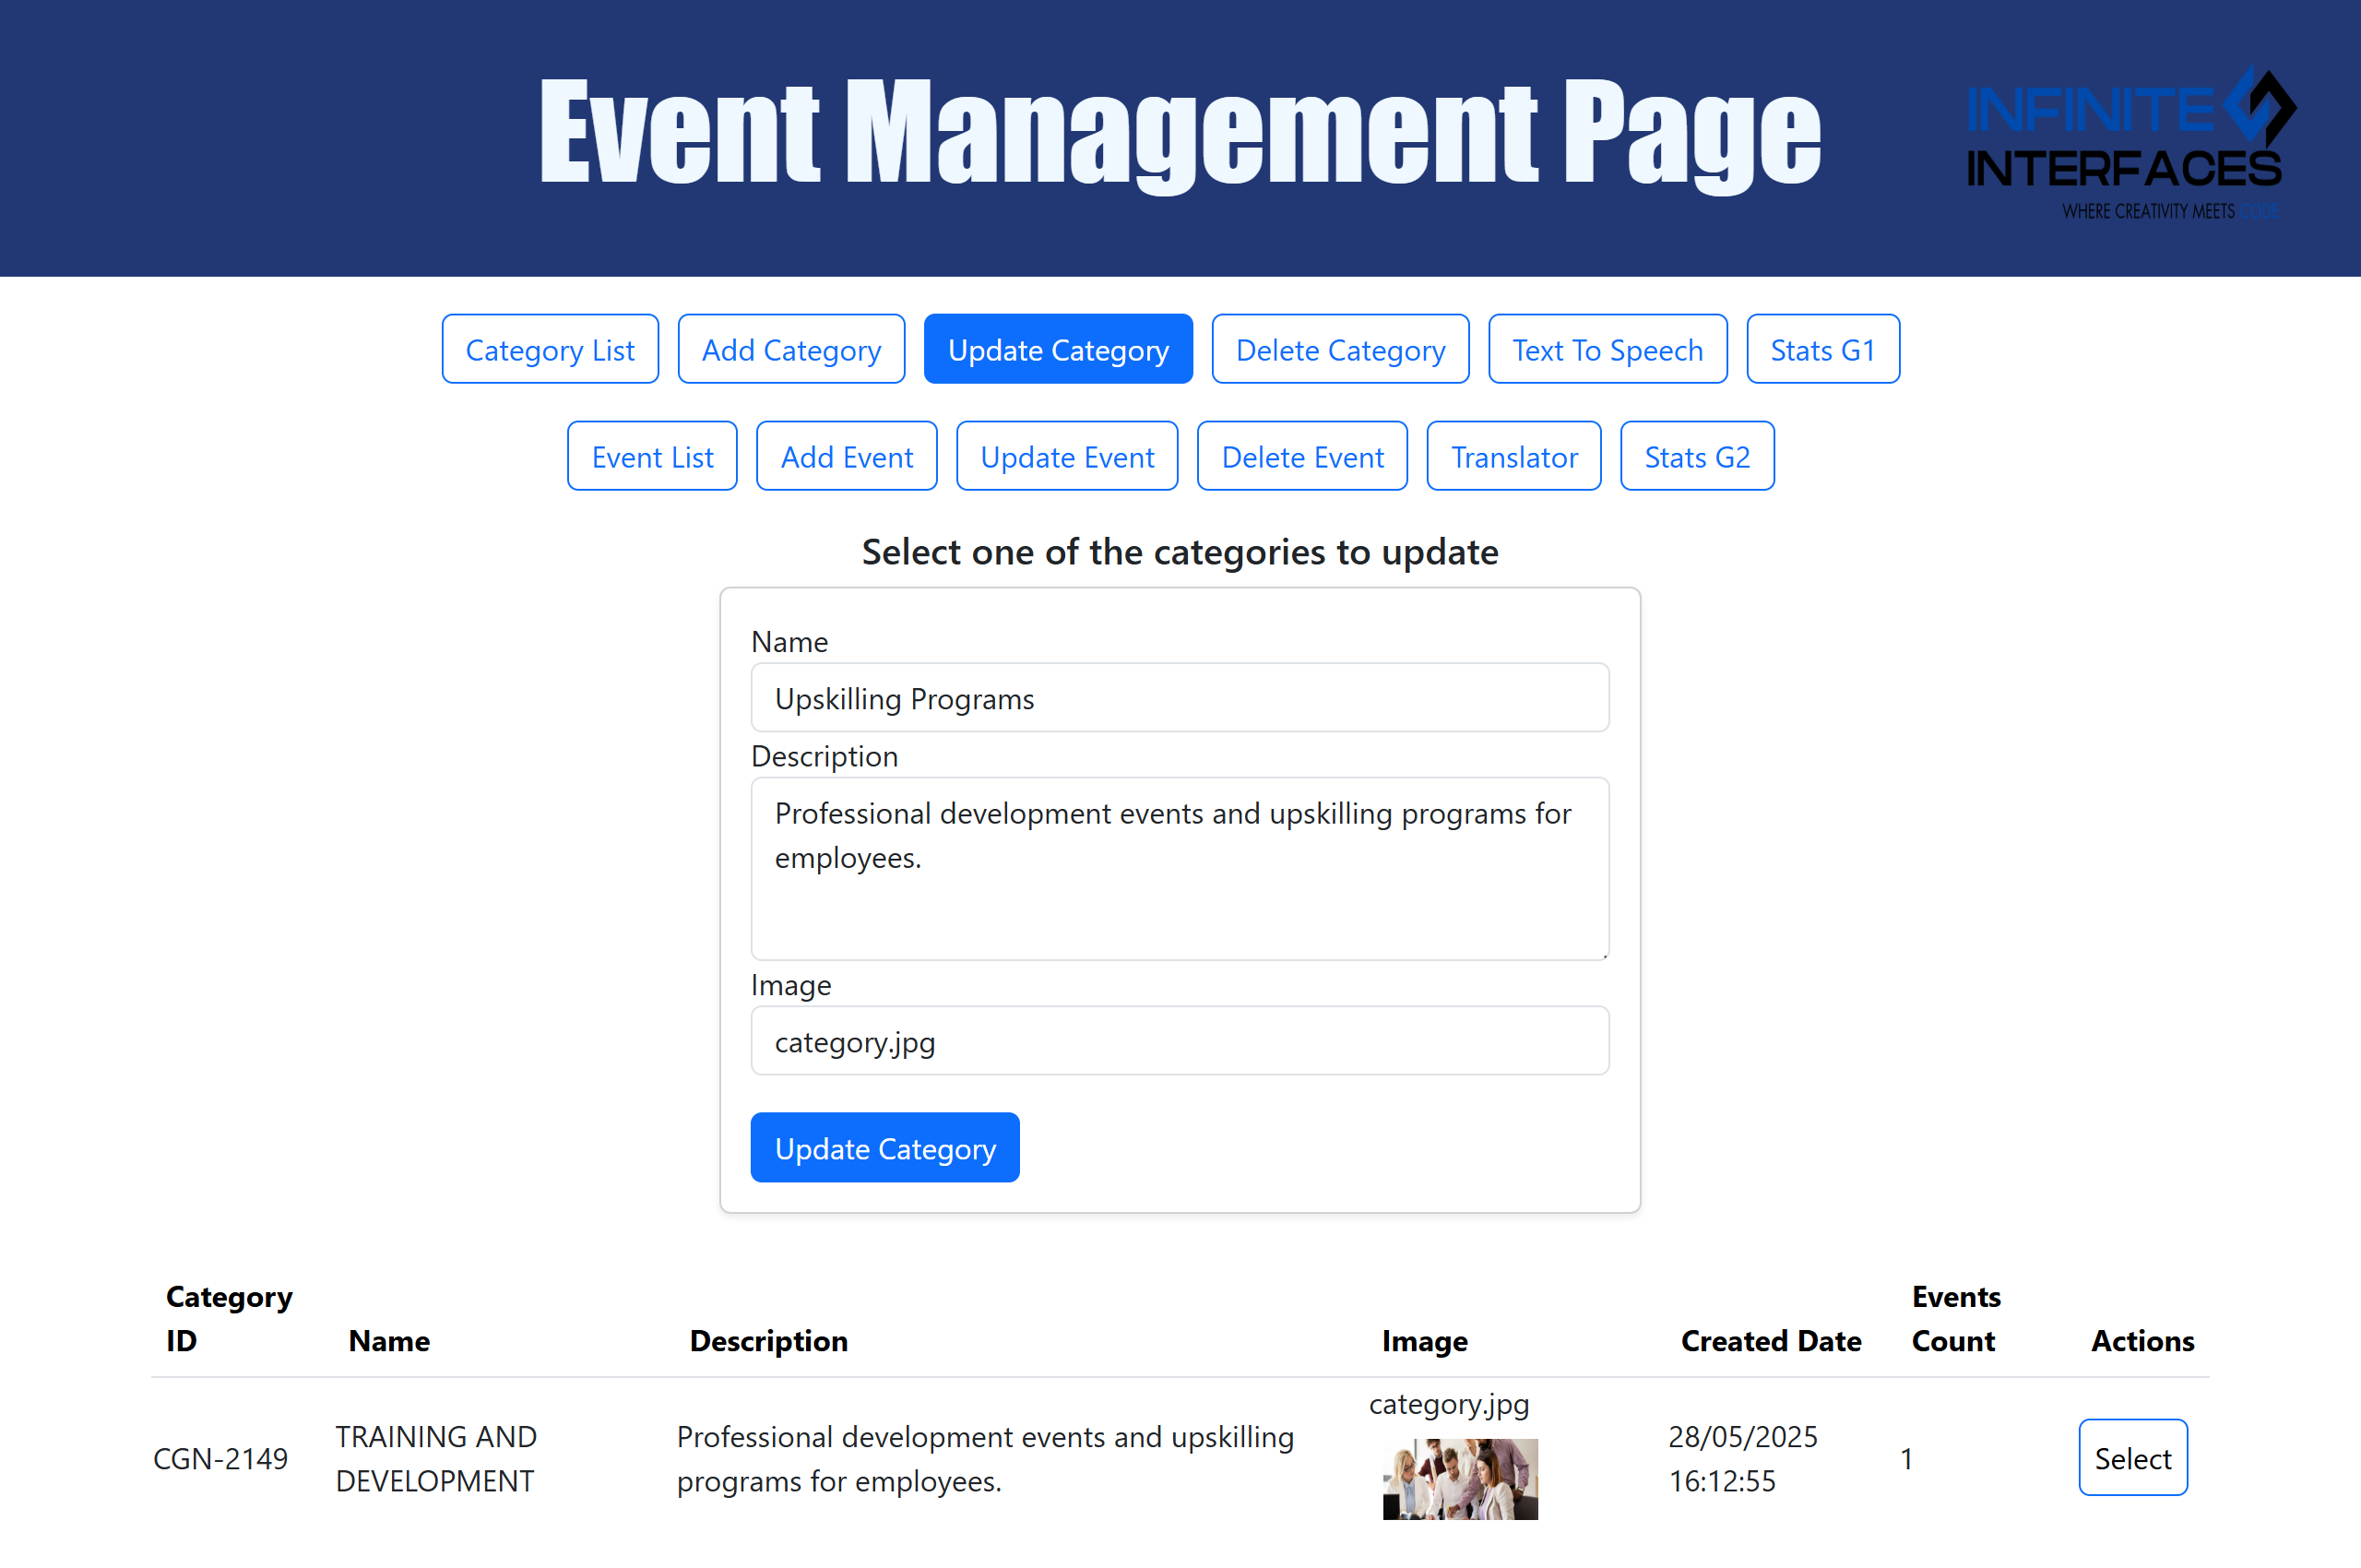 Event Management Page
INFINITE
INTERFACES
WHERE CREATIVITY MEETS CODE
Category List
Add Category
Update Category
Delete Category
Text To Speech
Stats G1
Event List
Add Event
Update Event
Delete Event
Translator
Stats G2
Select one of the categories to update
Name
Upskilling Programs
Description
Professional development events and upskilling programs for
employees.
Image
category.jpg
Update Category
Category
ID
Name
Description
Image
Created Date
Events
Count
Actions
CGN-2149
TRAINING AND
DEVELOPMENT
Professional development events and upskilling
programs for employees.
category.jpg
28/05/2025
16:12:55
1
Select